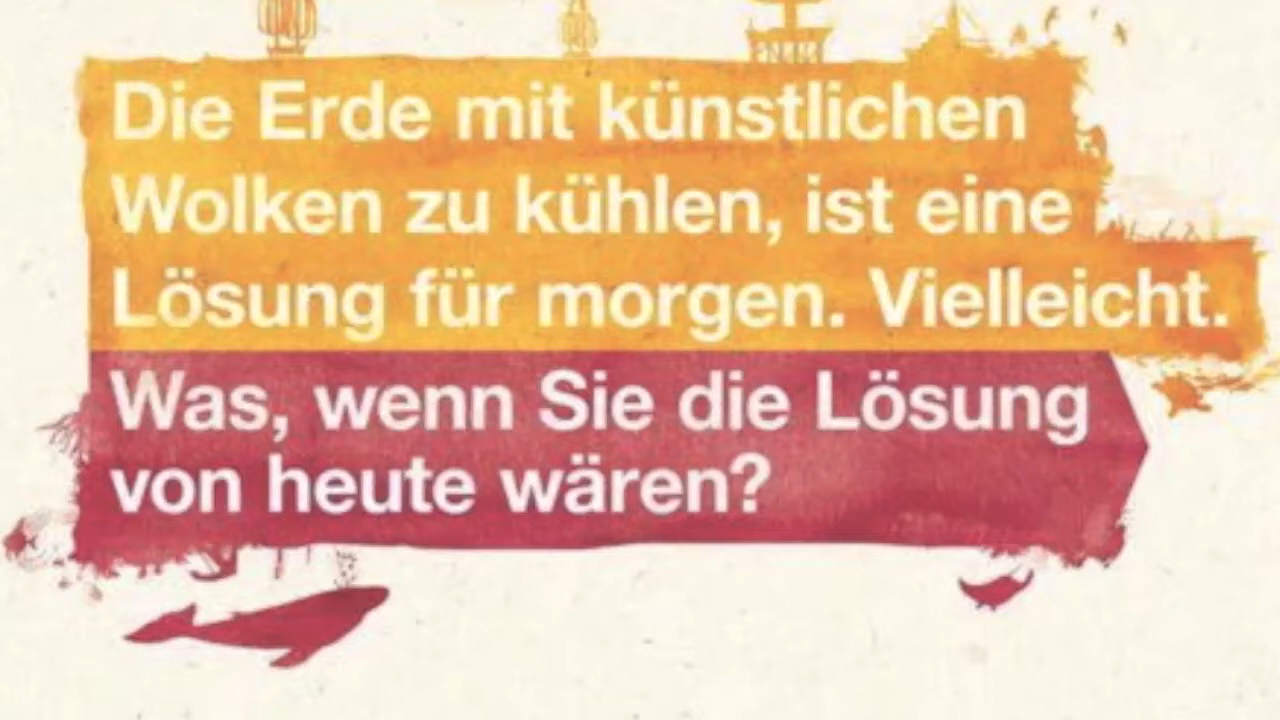 Die Erde mit künstlichen
Wolken zu kühlen, ist eine
Lösung für morgen. Vielleicht.
Was, wenn Sie die Lösung
von heute wären?